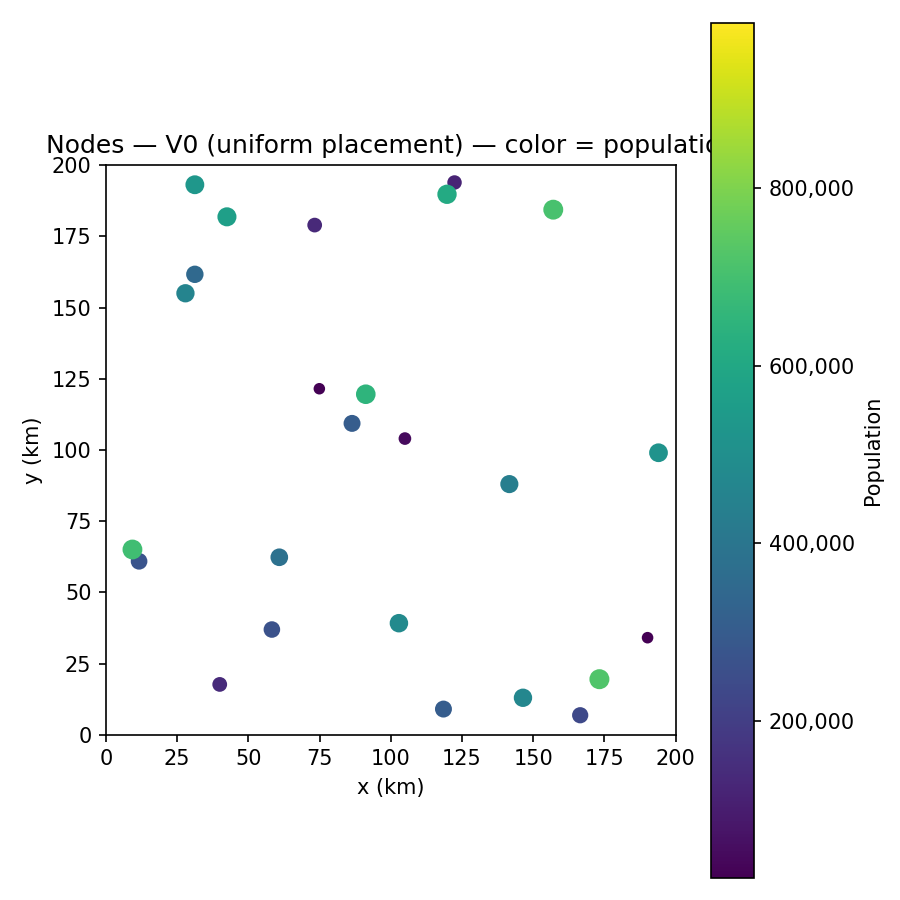 Nodes — V0 (uniform placement) — color = populatio
200
175
150
125
100
75
50
25
0
y (km)
0 25 50 75 100 125 150 175 200
x (km)
800,000
600,000
400,000
200,000
Population